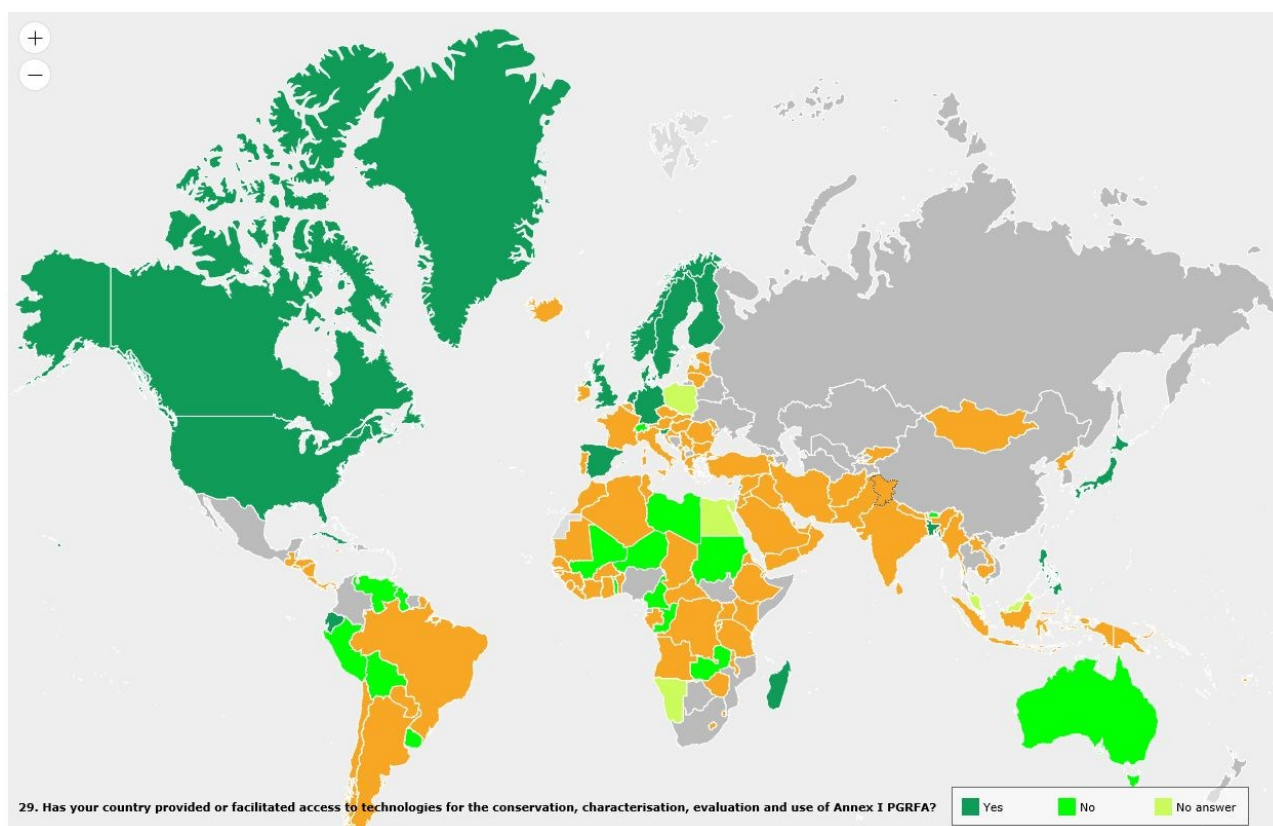 +
−
29. Has your country provided or facilitated access to technologies for the conservation, characterisation, evaluation and use of Annex I PGRFA?
Yes No No answer